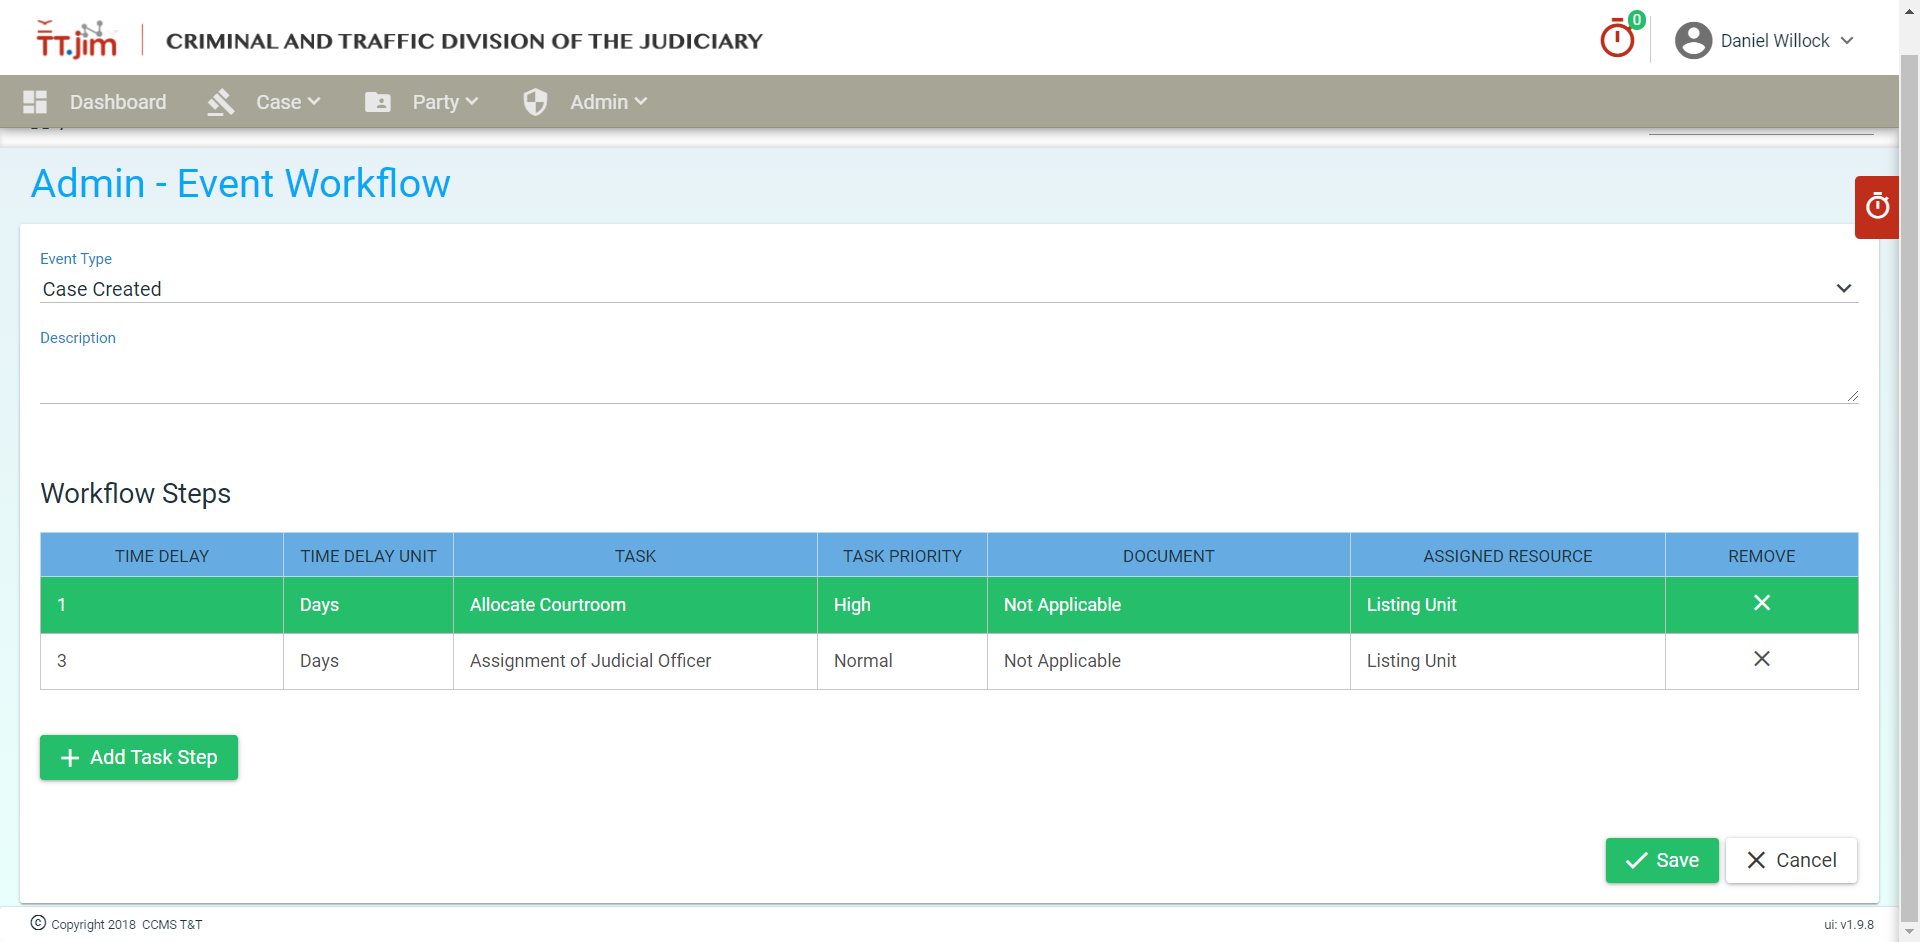 TT.jim
CRIMINAL AND TRAFFIC DIVISION OF THE JUDICIARY
0
Daniel Willock
Dashboard
Case
Party
Admin
Admin - Event Workflow
Event Type
Case Created
Description
Workflow Steps
TIME DELAY TIME DELAY UNIT TASK TASK PRIORITY DOCUMENT ASSIGNED RESOURCE REMOVE
1 Days Allocate Courtroom High Not Applicable Listing Unit
3 Days Assignment of Judicial Officer Normal Not Applicable Listing Unit
Add Task Step
Save
Cancel
© Copyright 2018 CCMS T&T
ui: v1.9.8